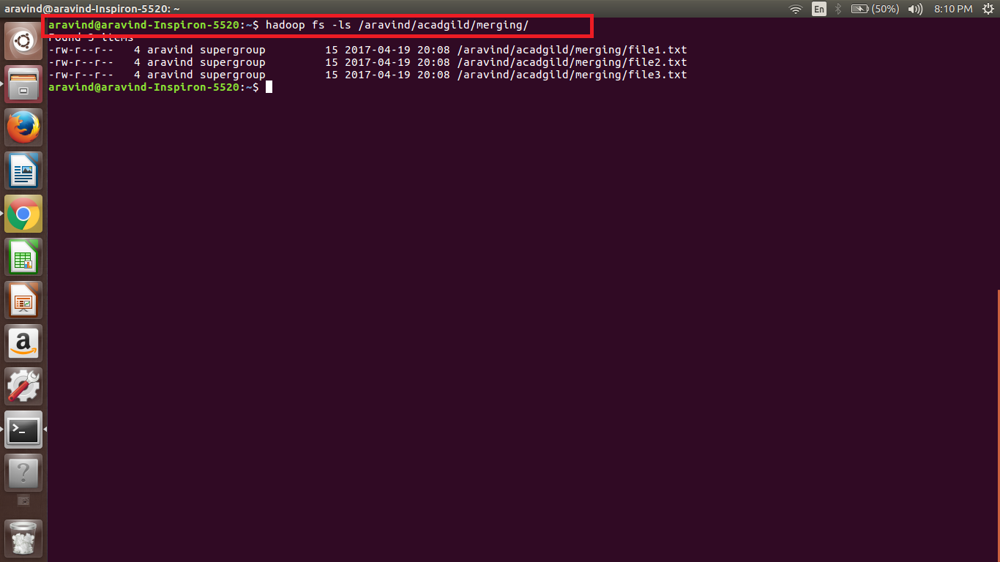 aravind@aravind-Inspiron-5520: ~
En
(50%)
8:10 PM
aravind@aravind-Inspiron-5520:~$ hadoop fs -ls /aravind/acadgild/merging/
Found 3 items
-rw-r--r--   4 aravind supergroup         15 2017-04-19 20:08 /aravind/acadgild/merging/file1.txt
-rw-r--r--   4 aravind supergroup         15 2017-04-19 20:08 /aravind/acadgild/merging/file2.txt
-rw-r--r--   4 aravind supergroup         15 2017-04-19 20:08 /aravind/acadgild/merging/file3.txt
aravind@aravind-Inspiron-5520:~$